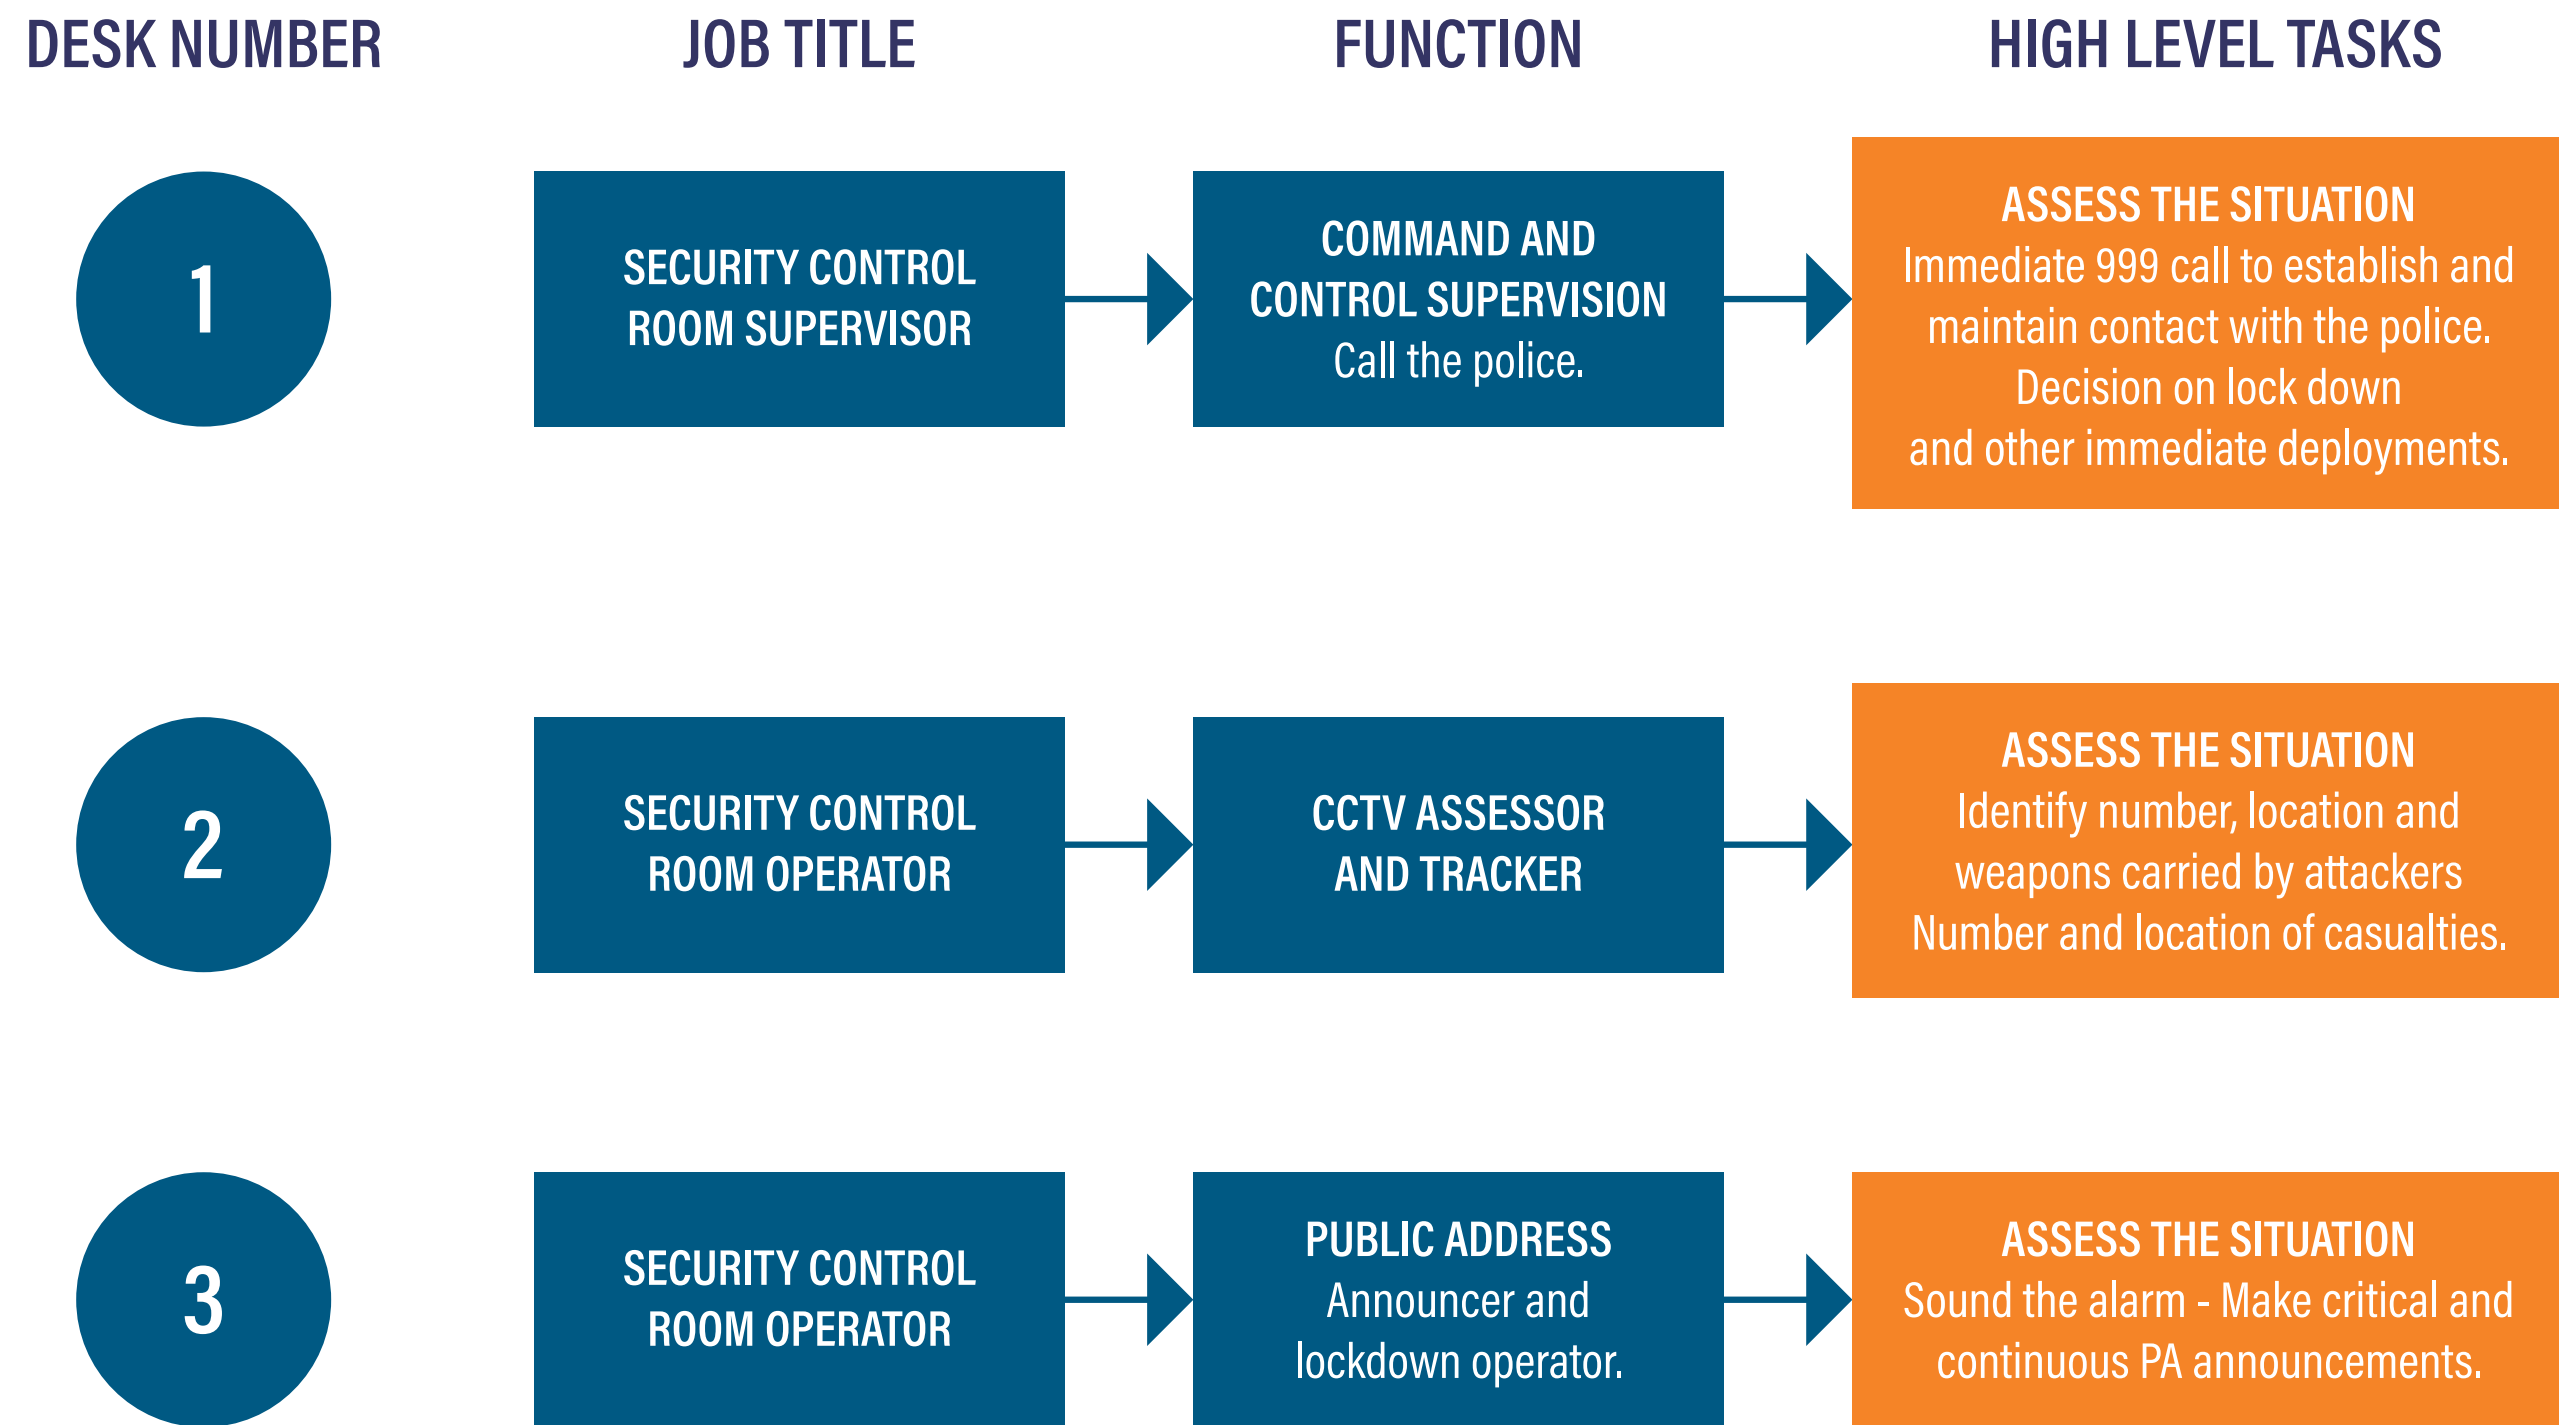 DESK NUMBER
JOB TITLE
FUNCTION
HIGH LEVEL TASKS
1
SECURITY CONTROL
ROOM SUPERVISOR
COMMAND AND
CONTROL SUPERVISION
Call the police.
ASSESS THE SITUATION
Immediate 999 call to establish and
maintain contact with the police.
Decision on lock down
and other immediate deployments.
2
SECURITY CONTROL
ROOM OPERATOR
CCTV ASSESSOR
AND TRACKER
ASSESS THE SITUATION
Identify number, location and
weapons carried by attackers
Number and location of casualties.
3
SECURITY CONTROL
ROOM OPERATOR
PUBLIC ADDRESS
Announcer and
lockdown operator.
ASSESS THE SITUATION
Sound the alarm - Make critical and
continuous PA announcements.